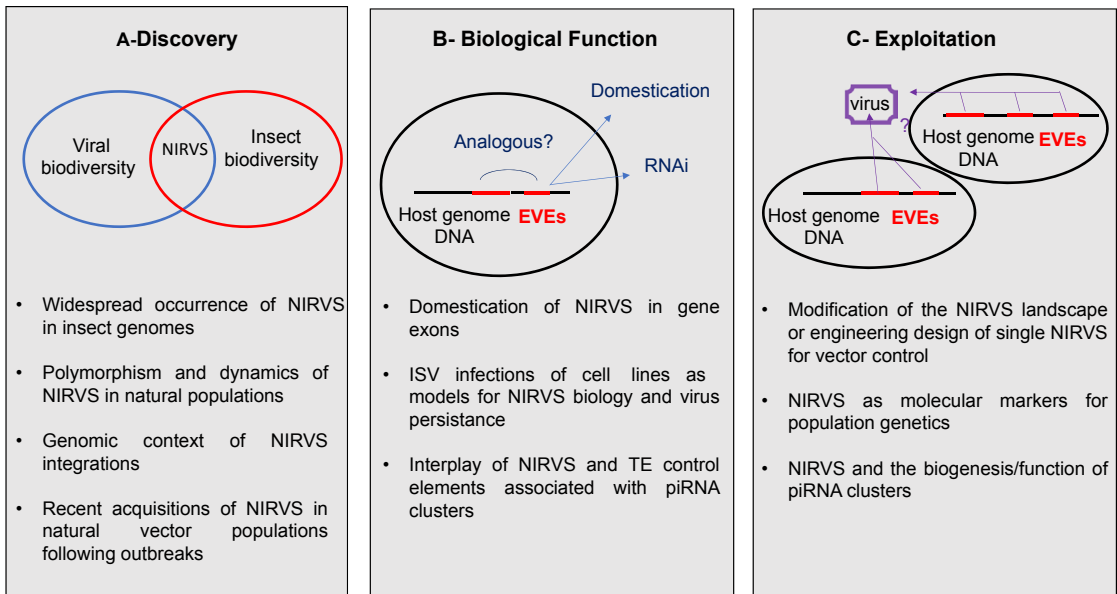 A-Discovery
Viral
biodiversity
NIRVS
Insect
biodiversity
• Widespread occurrence of NIRVS
in insect genomes
• Polymorphism and dynamics of
NIRVS in natural populations
• Genomic context of NIRVS
integrations
• Recent acquisitions of NIRVS in
natural vector populations
following outbreaks
B- Biological Function
Domestication
Analogous?
RNAi
Host genome EVEs
DNA
• Domestication of NIRVS in gene
exons
• ISV infections of cell lines as
models for NIRVS biology and virus
persistance
• Interplay of NIRVS and TE control
elements associated with piRNA
clusters
C- Exploitation
virus
?
Host genome EVEs
DNA
Host genome EVEs
DNA
• Modification of the NIRVS landscape
or engineering design of single NIRVS
for vector control
• NIRVS as molecular markers for
population genetics
• NIRVS and the biogenesis/function of
piRNA clusters